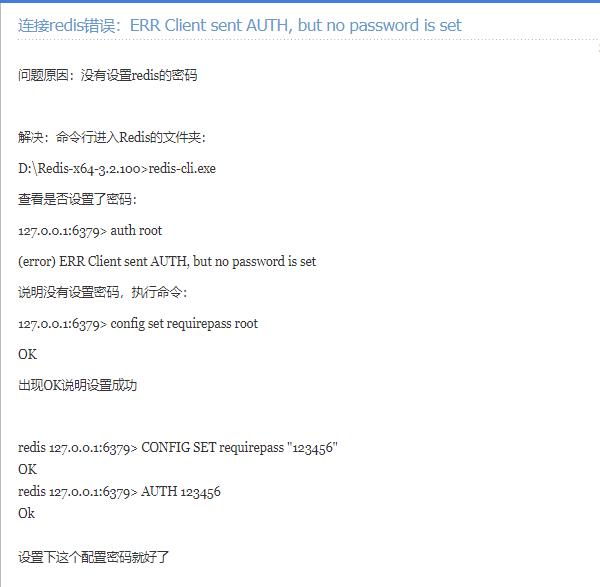 连接redis错误：ERR Client sent AUTH, but no password is set
问题原因：没有设置redis的密码
解决：命令行进入Redis的文件夹：
D:\Redis-x64-3.2.100>redis-cli.exe
查看是否设置了密码：
127.0.0.1:6379> auth root
(error) ERR Client sent AUTH, but no password is set
说明没有设置密码，执行命令：
127.0.0.1:6379> config set requirepass root
OK
出现OK说明设置成功
redis 127.0.0.1:6379> CONFIG SET requirepass "123456"
OK
redis 127.0.0.1:6379> AUTH 123456
Ok
设置下这个配置密码就好了